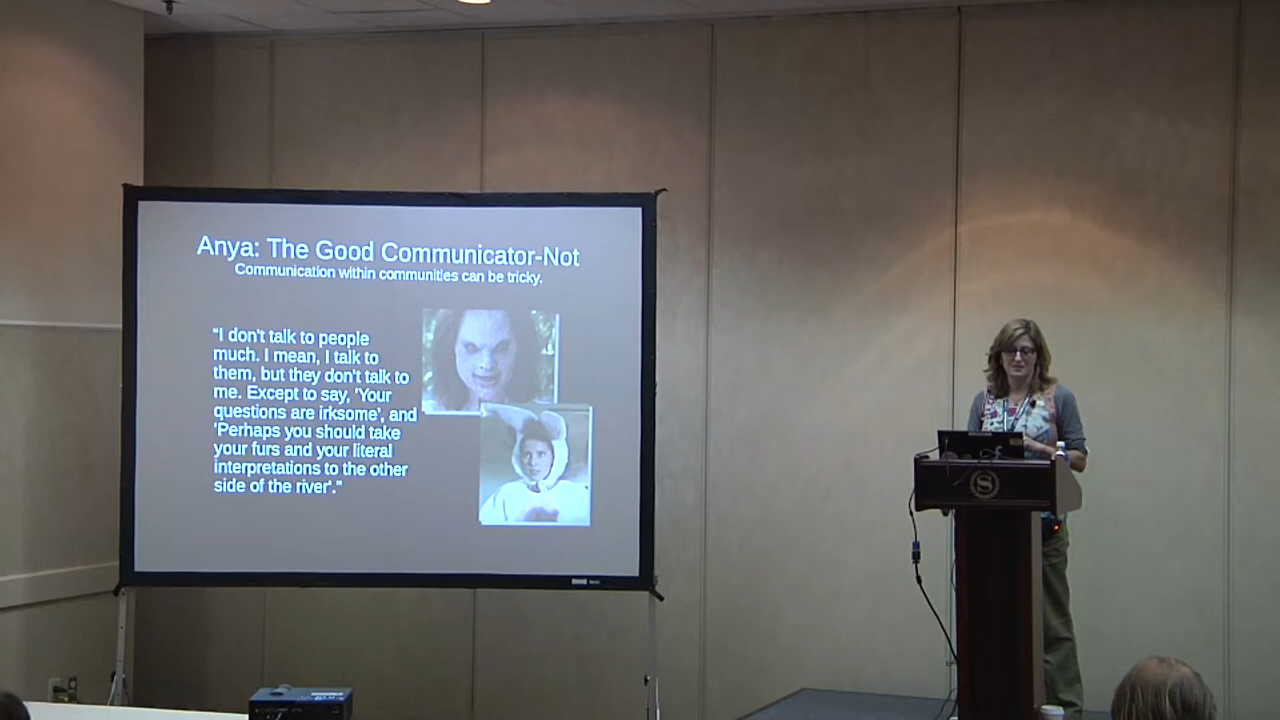 Anya: The Good Communicator-Not
Communication within communities can be tricky.
“I don't talk to people
much. I mean, I talk to
them, but they don't talk to
me. Except to say, 'Your
questions are irksome', and
'Perhaps you should take
your furs and your literal
interpretations to the other
side of the river'.”
S